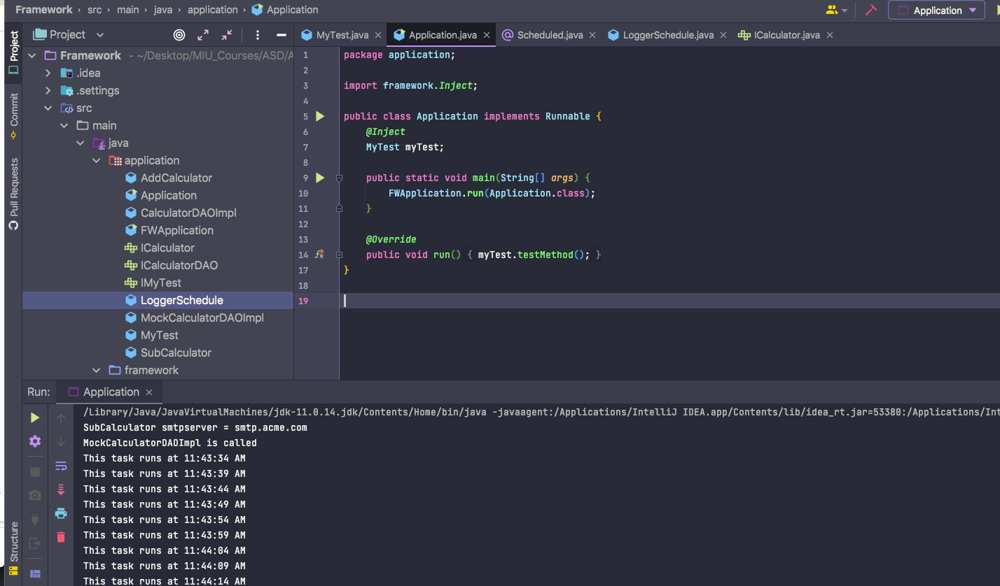 Framework › src › main › java › application › Application
Application
Project
MyTest.java
Application.java
Scheduled.java
LoggerSchedule.java
ICalculator.java
Project
Commit
Pull Requests
Structure
Framework - ~/Desktop/MIU_Courses/ASD/A
.idea
.settings
src
main
java
application
AddCalculator
Application
CalculatorDAOImpl
FWApplication
ICalculator
ICalculatorDAO
IMyTest
LoggerSchedule
MockCalculatorDAOImpl
MyTest
SubCalculator
framework
1 package application;
2
3 import framework.Inject;
4
5 public class Application implements Runnable {
6 @Inject
7 MyTest myTest;
8
9 public static void main(String[] args) {
10 FWApplication.run(Application.class);
11 }
12
13 @Override
14 public void run() { myTest.testMethod(); }
17 }
18
19
Run: Application
/Library/Java/JavaVirtualMachines/jdk-11.0.14.jdk/Contents/Home/bin/java -javaagent:/Applications/IntelliJ IDEA.app/Contents/lib/idea_rt.jar=53380:/Applications/Int
SubCalculator smtpserver = smtp.acme.com
MockCalculatorDAOImpl is called
This task runs at 11:43:34 AM
This task runs at 11:43:39 AM
This task runs at 11:43:44 AM
This task runs at 11:43:49 AM
This task runs at 11:43:54 AM
This task runs at 11:43:59 AM
This task runs at 11:44:04 AM
This task runs at 11:44:09 AM
This task runs at 11:44:14 AM